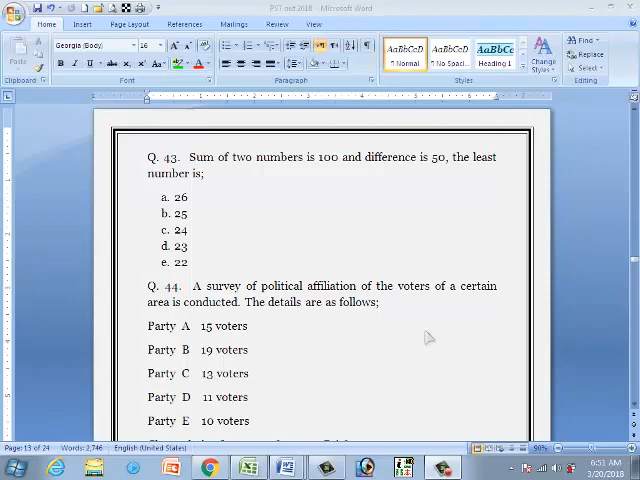 PST oat 2018 - Microsoft Word
Home Insert Page Layout References Mailings Review View
Paste
Georgia (Body) 16
AaBbCcD AaBbCcD AaBbCc
¶ Normal ¶ No Spaci... Heading 1
Change Styles
Find
Replace
Select
Clipboard Font Paragraph Styles Editing
Q. 43. Sum of two numbers is 100 and difference is 50, the least
number is;
a. 26
b. 25
c. 24
d. 23
e. 22
Q. 44. A survey of political affiliation of the voters of a certain
area is conducted. The details are as follows;
Party A 15 voters
Party B 19 voters
Party C 13 voters
Party D 11 voters
Party E 10 voters
Page: 13 of 24 Words: 2,746 English (United States) 90%
6:51 AM
3/20/2018